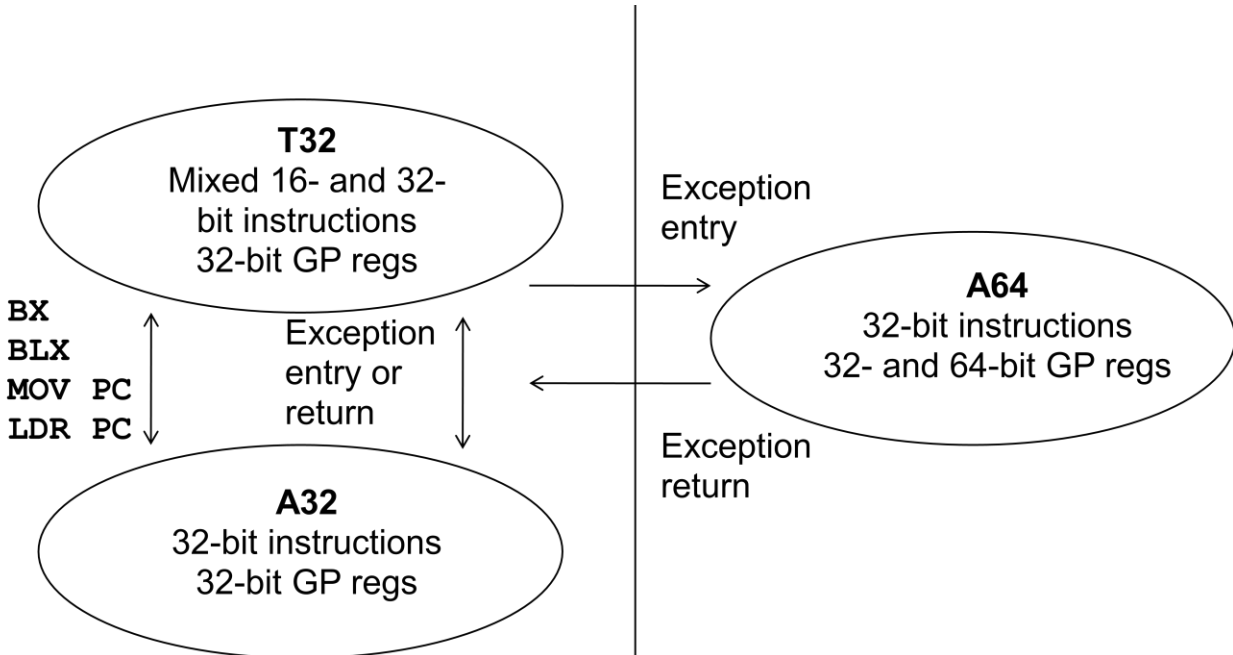 T32
Mixed 16- and 32-
bit instructions
32-bit GP regs
BX
BLX
MOV PC
LDR PC
Exception
entry or
return
A32
32-bit instructions
32-bit GP regs
Exception
entry
Exception
return
A64
32-bit instructions
32- and 64-bit GP regs